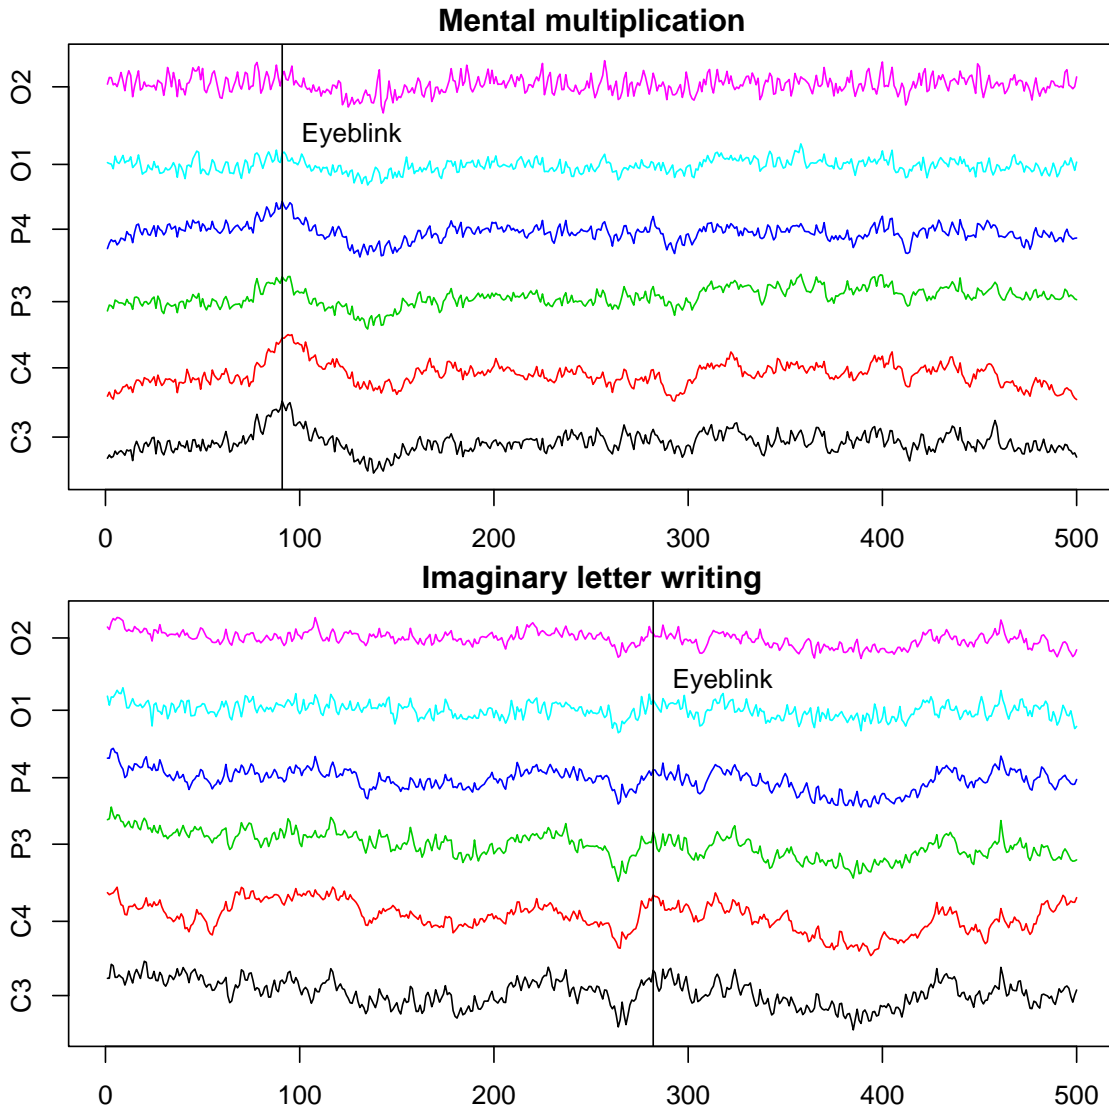 Mental multiplication
O2
Eyeblink
O1
P4
P3
C4
C3
0 100 200 300 400 500
Imaginary letter writing
O2
Eyeblink
O1
P4
P3
C4
C3
0 100 200 300 400 500